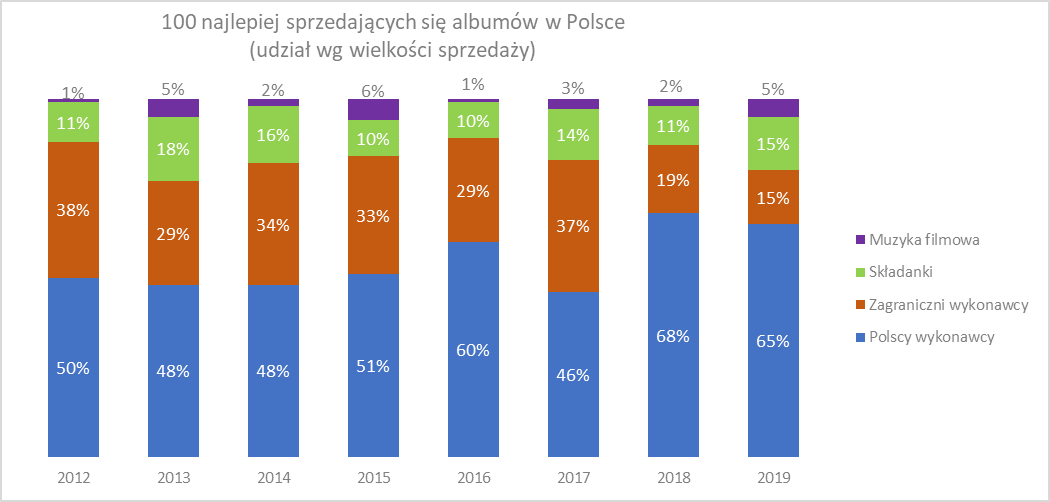 100 najlepiej sprzedających się albumów w Polsce
(udział wg wielkości sprzedaży)
1% 5% 2% 6% 1% 3% 2% 5%
11% 18% 16% 10% 10% 14% 11% 15%
38% 29% 34% 33% 29% 37% 19% 15%
50% 48% 48% 51% 60% 46% 68% 65%
2012 2013 2014 2015 2016 2017 2018 2019
Muzyka filmowa
Składanki
Zagraniczni wykonawcy
Polscy wykonawcy